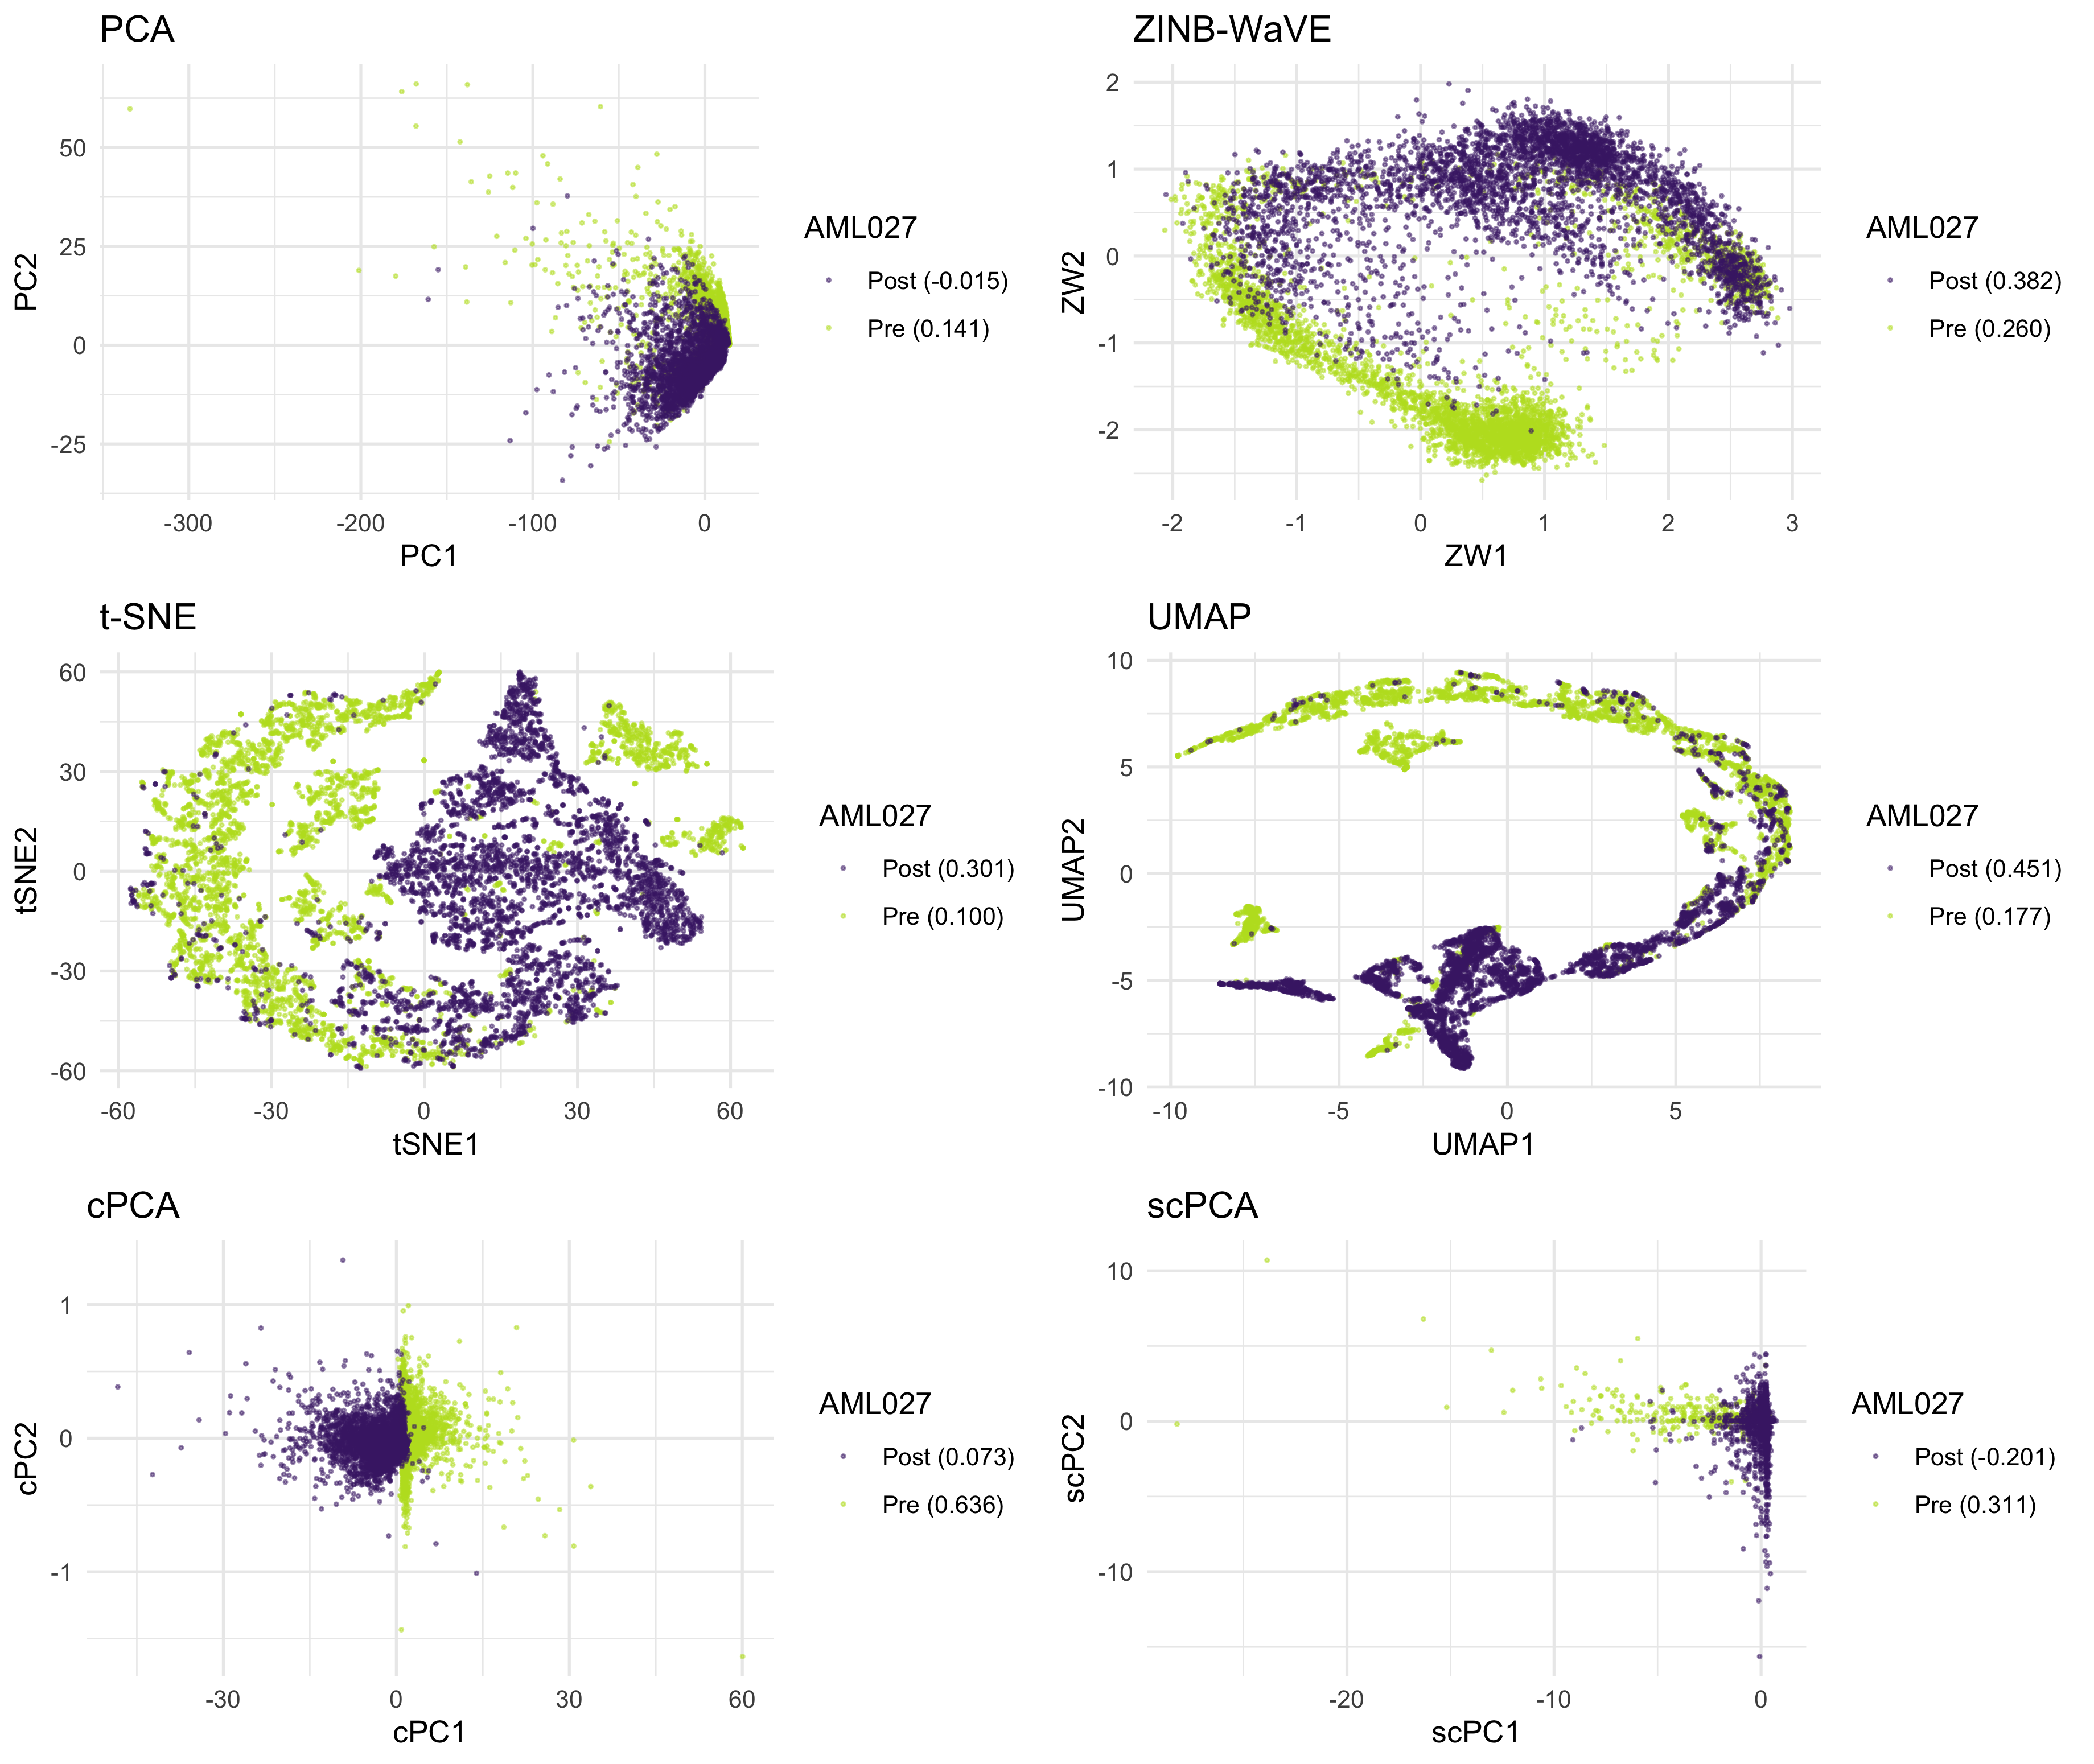 PCA
50
25
0
-25
-300
-200
-100
0
PC1
PC2
AML027
Post (-0.015)
Pre (0.141)
ZINB-WaVE
2
1
0
-1
-2
-2
-1
0
1
2
3
ZW1
ZW2
AML027
Post (0.382)
Pre (0.260)
t-SNE
60
30
0
-30
-60
-60
-30
0
30
60
tSNE1
tSNE2
AML027
Post (0.301)
Pre (0.100)
UMAP
10
5
0
-5
-10
-10
-5
0
5
UMAP1
UMAP2
AML027
Post (0.451)
Pre (0.177)
cPCA
1
0
-1
-30
0
30
60
cPC1
cPC2
AML027
Post (0.073)
Pre (0.636)
scPCA
10
0
-10
-20
-10
0
scPC1
scPC2
AML027
Post (-0.201)
Pre (0.311)